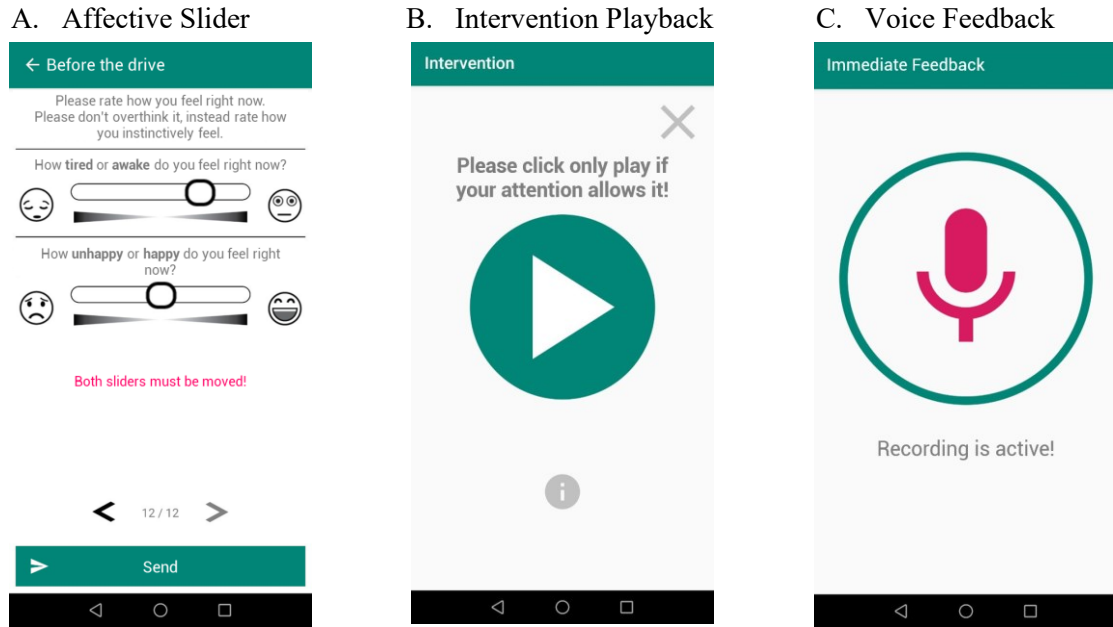 A. Affective Slider
← Before the drive
Please rate how you feel right now.
Please don't overthink it, instead rate how
you instinctively feel.
How tired or awake do you feel right now?
How unhappy or happy do you feel right
now?
Both sliders must be moved!
< 12 / 12 >
Send
B. Intervention Playback
Intervention
Please click only play if
your attention allows it!
i
C. Voice Feedback
Immediate Feedback
Recording is active!